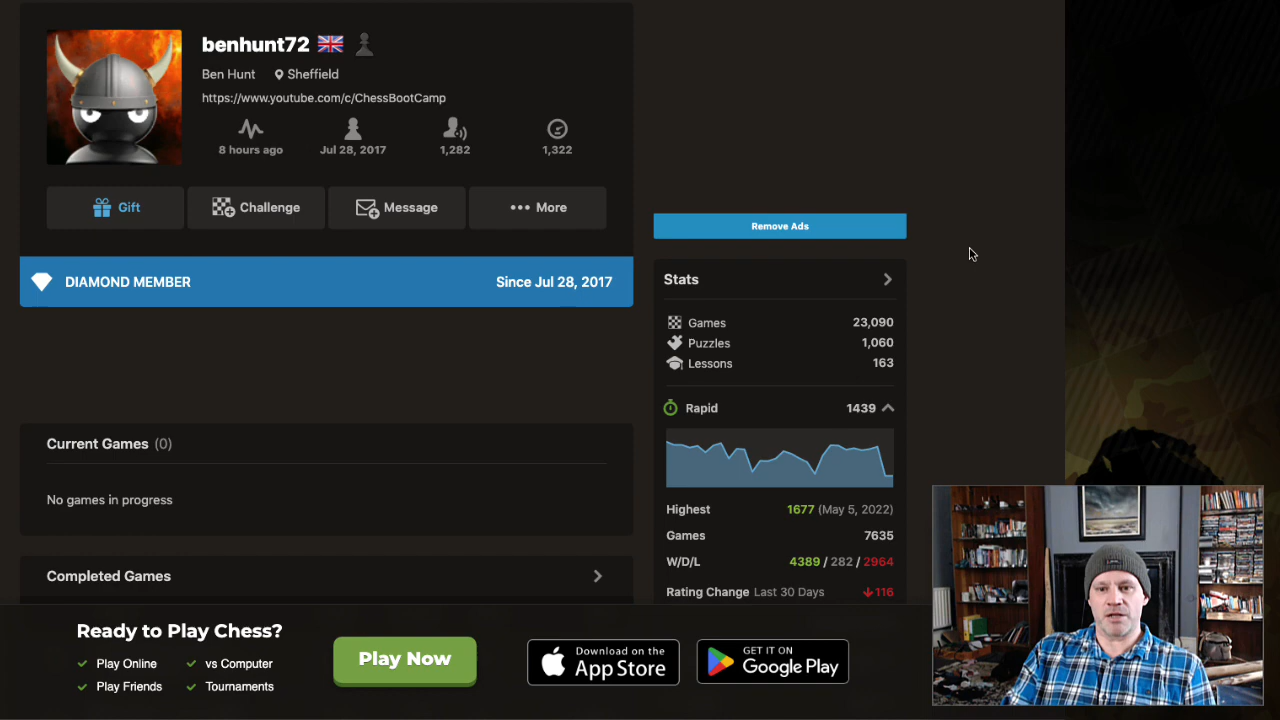 benhunt72
Ben Hunt Sheffield
https://www.youtube.com/c/ChessBootCamp
8 hours ago Jul 28, 2017 1,282 1,322
Gift Challenge Message More
DIAMOND MEMBER Since Jul 28, 2017
Current Games (0)
No games in progress
Completed Games
Remove Ads
Stats
Games 23,090
Puzzles 1,060
Lessons 163
Rapid 1439
Highest 1677 (May 5, 2022)
Games 7635
W/D/L 4389 / 282 / 2964
Rating Change Last 30 Days 116
Ready to Play Chess?
Play Online vs Computer
Play Friends Tournaments
Play Now
Download on the
App Store
GET IT ON
Google Play